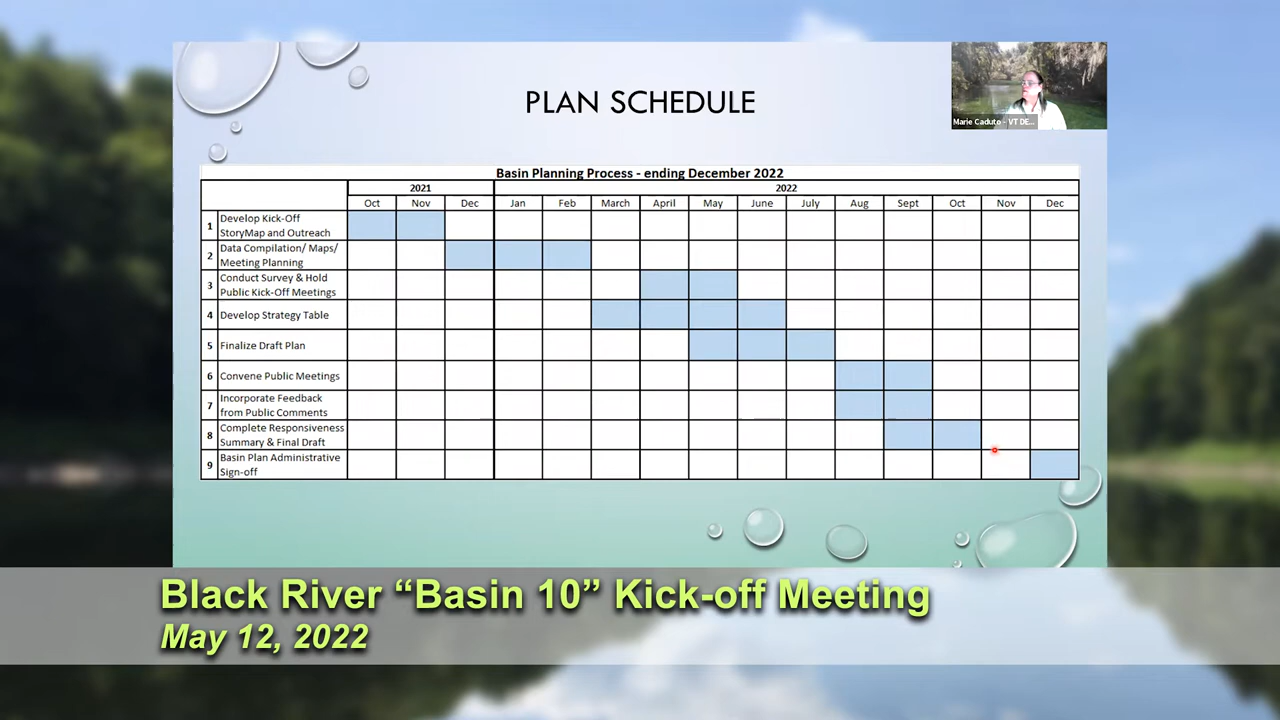 PLAN SCHEDULE
Marie Caduto - VT DE...
Basin Planning Process - ending December 2022
2021 2022
Oct Nov Dec Jan Feb March April May June July Aug Sept Oct Nov Dec
1 Develop Kick-Off
StoryMap and Outreach
2 Data Compilation/ Maps/
Meeting Planning
3 Conduct Survey & Hold
Public Kick-Off Meetings
4 Develop Strategy Table
5 Finalize Draft Plan
6 Convene Public Meetings
7 Incorporate Feedback
from Public Comments
8 Complete Responsiveness
Summary & Final Draft
9 Basin Plan Administrative
Sign-off
Black River “Basin 10” Kick-off Meeting
May 12, 2022